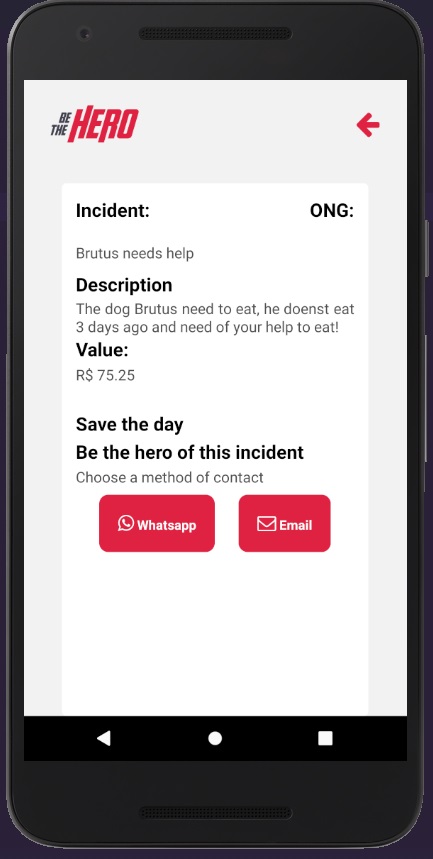 BE
THE HERO
Incident: ONG:
Brutus needs help
Description
The dog Brutus need to eat, he doenst eat
3 days ago and need of your help to eat!
Value:
R$ 75.25
Save the day
Be the hero of this incident
Choose a method of contact
Whatsapp Email